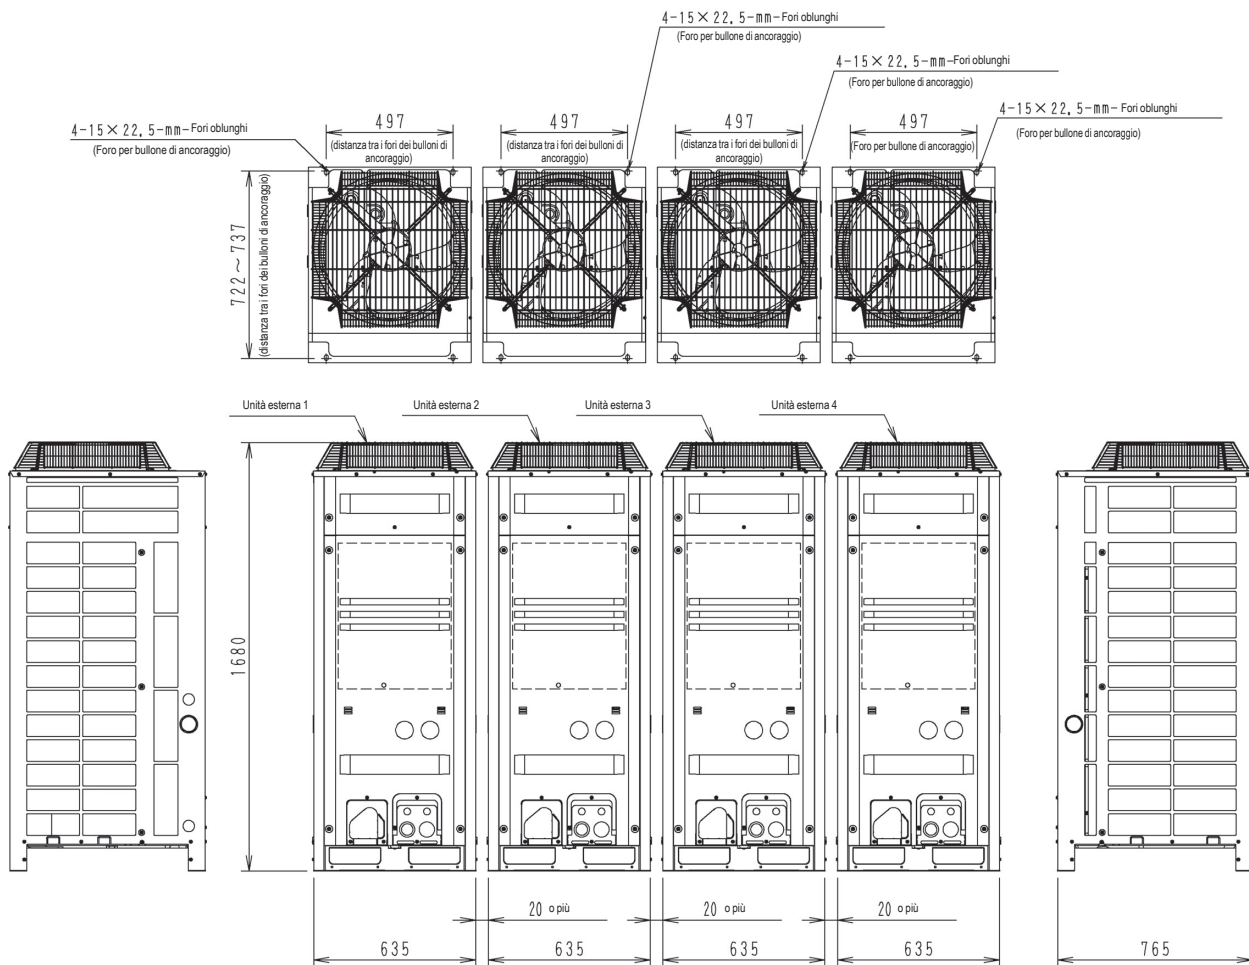 4-15×22,5-mm-Fori oblunghi
(Foro per bullone di ancoraggio)
4-15×22,5-mm-Fori oblunghi
(Foro per bullone di ancoraggio)
4-15×22,5-mm-Fori oblunghi
(Foro per bullone di ancoraggio)
4-15×22,5-mm-Fori oblunghi
(Foro per bullone di ancoraggio)
497
(distanza tra i fori dei bulloni di
ancoraggio)
497
(distanza tra i fori dei bulloni di
ancoraggio)
497
(distanza tra i fori dei bulloni di
ancoraggio)
497
(Foro per bullone di ancoraggio)
722~737
(distanza tra i fori dei bulloni di ancoraggio)
Unità esterna 1
Unità esterna 2
Unità esterna 3
Unità esterna 4
1680
20 o più
20 o più
20 o più
635
635
635
635
765